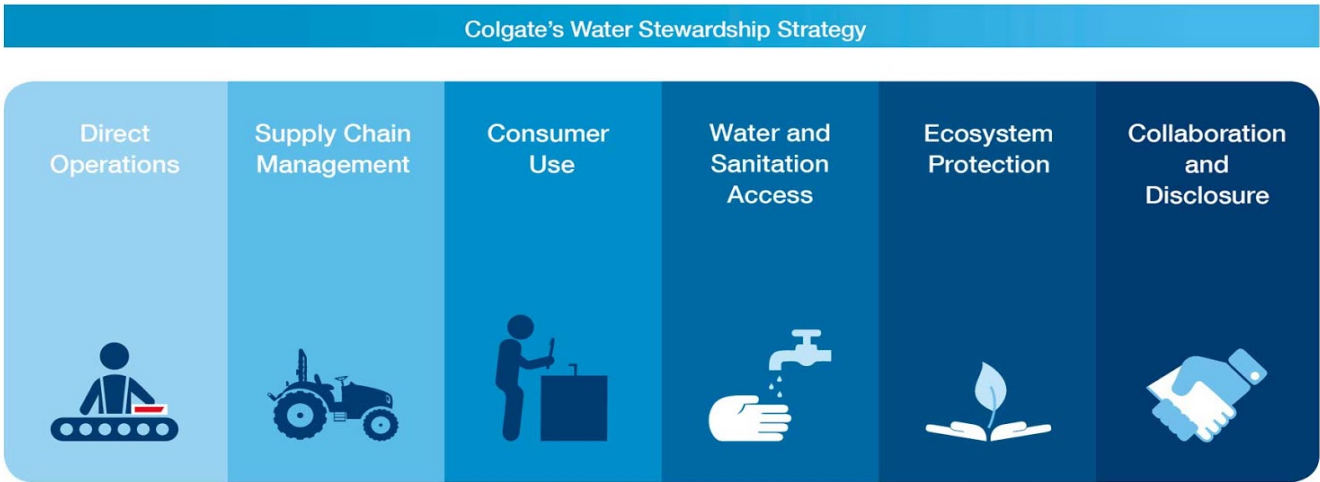 Colgate’s Water Stewardship Strategy
Direct
Operations
Supply Chain
Management
Consumer
Use
Water and
Sanitation
Access
Ecosystem
Protection
Collaboration
and
Disclosure